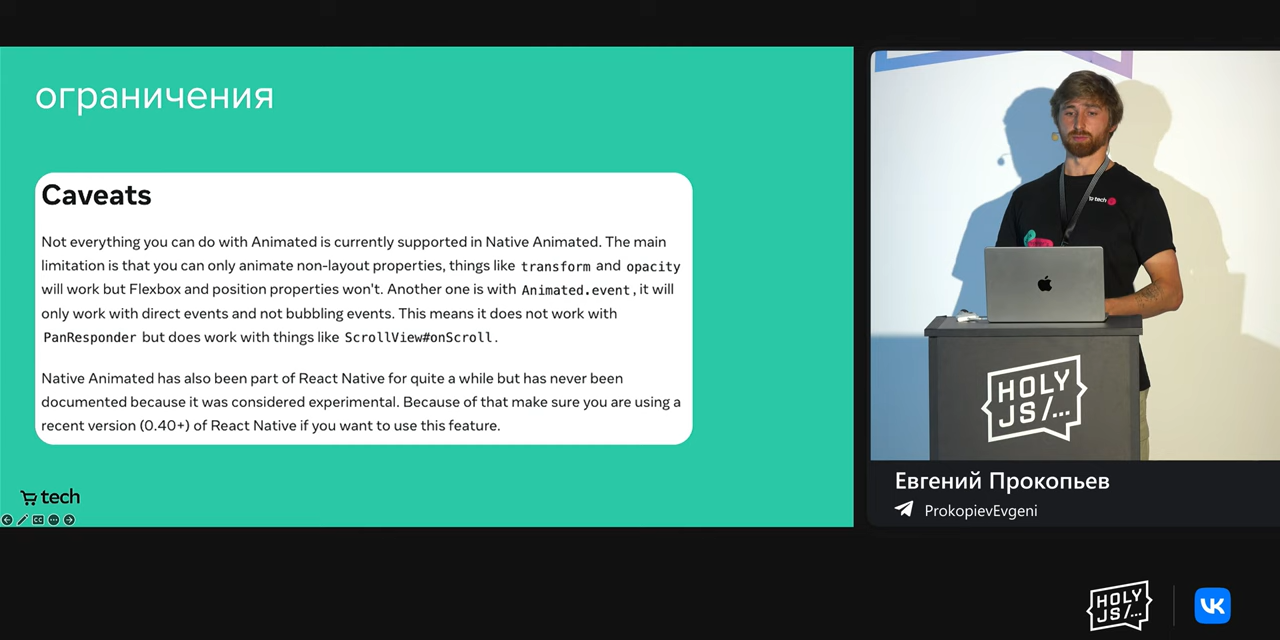 ограничения
Caveats
Not everything you can do with Animated is currently supported in Native Animated. The main
limitation is that you can only animate non-layout properties, things like transform and opacity
will work but Flexbox and position properties won't. Another one is with Animated.event, it will
only work with direct events and not bubbling events. This means it does not work with
PanResponder but does work with things like ScrollView#onScroll.
Native Animated has also been part of React Native for quite a while but has never been
documented because it was considered experimental. Because of that make sure you are using a
recent version (0.40+) of React Native if you want to use this feature.
tech
CC
HOLY
JS/...
Евгений Прокопьев
ProkopievEvgeni
HOLY
JS/...
VK